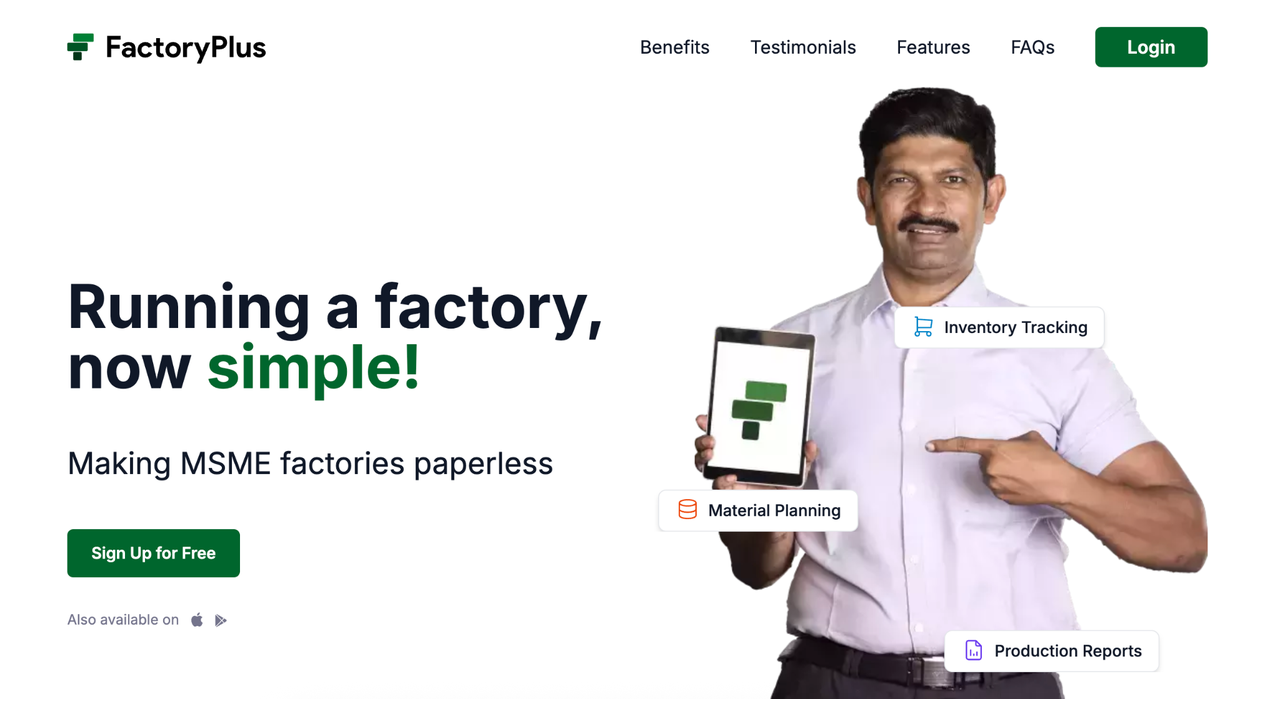 FactoryPlus
Benefits
Testimonials
Features
FAQs
Login
Running a factory,
now simple!
Making MSME factories paperless
Sign Up for Free
Also available on
Inventory Tracking
Material Planning
Production Reports